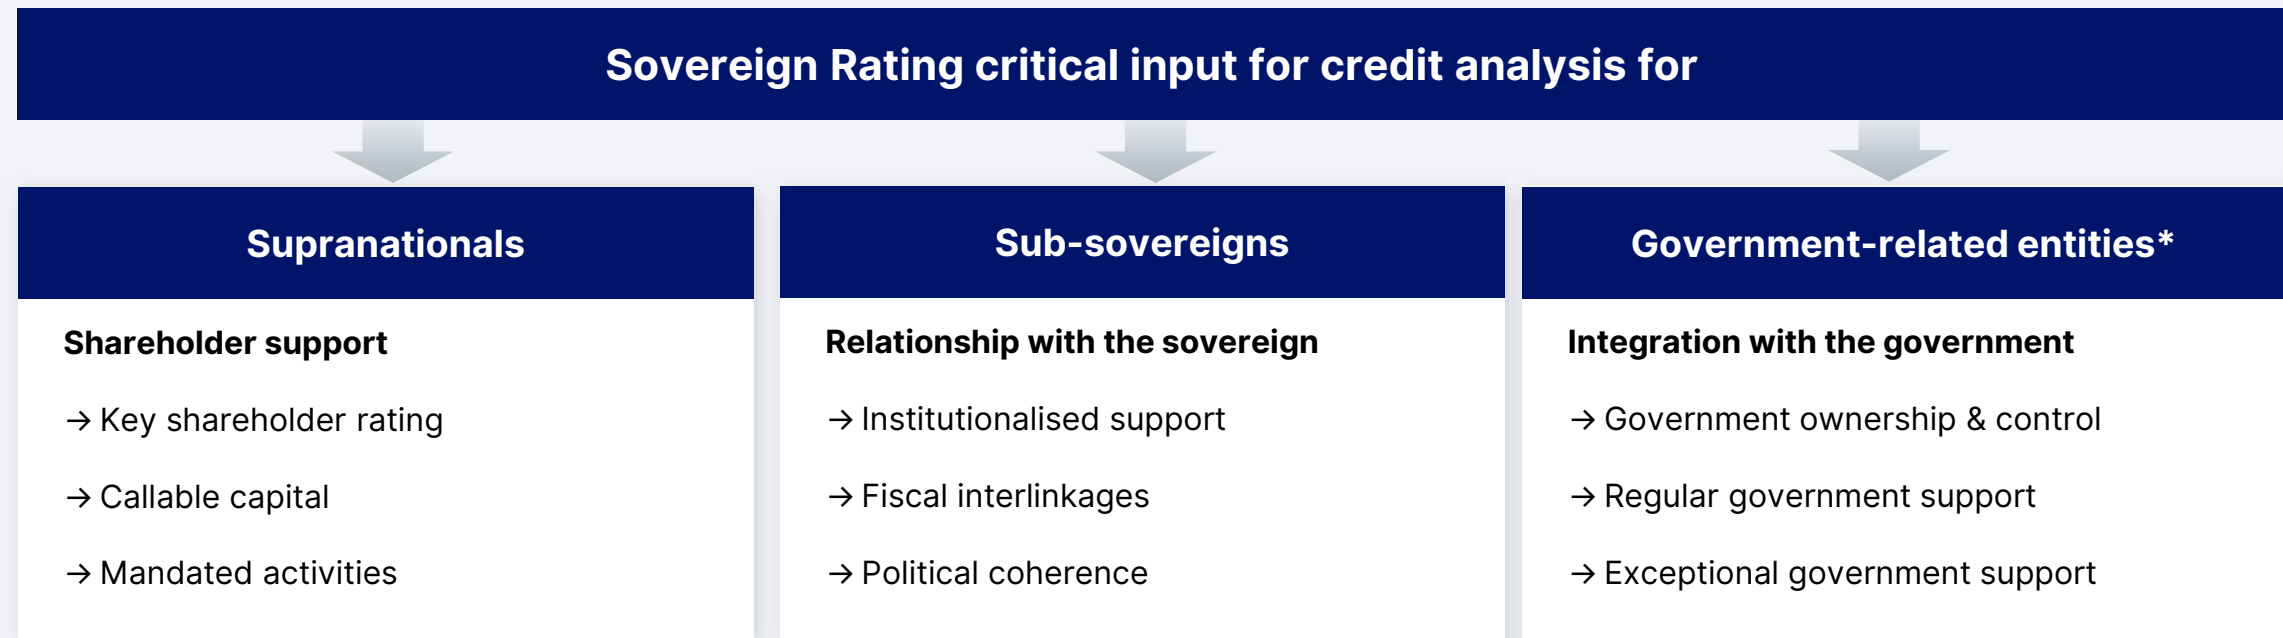 Sovereign Rating critical input for credit analysis for
Supranationals
Shareholder support
→ Key shareholder rating
→ Callable capital
→ Mandated activities
Sub-sovereigns
Relationship with the sovereign
→ Institutionalised support
→ Fiscal interlinkages
→ Political coherence
Government-related entities*
Integration with the government
→ Government ownership & control
→ Regular government support
→ Exceptional government support